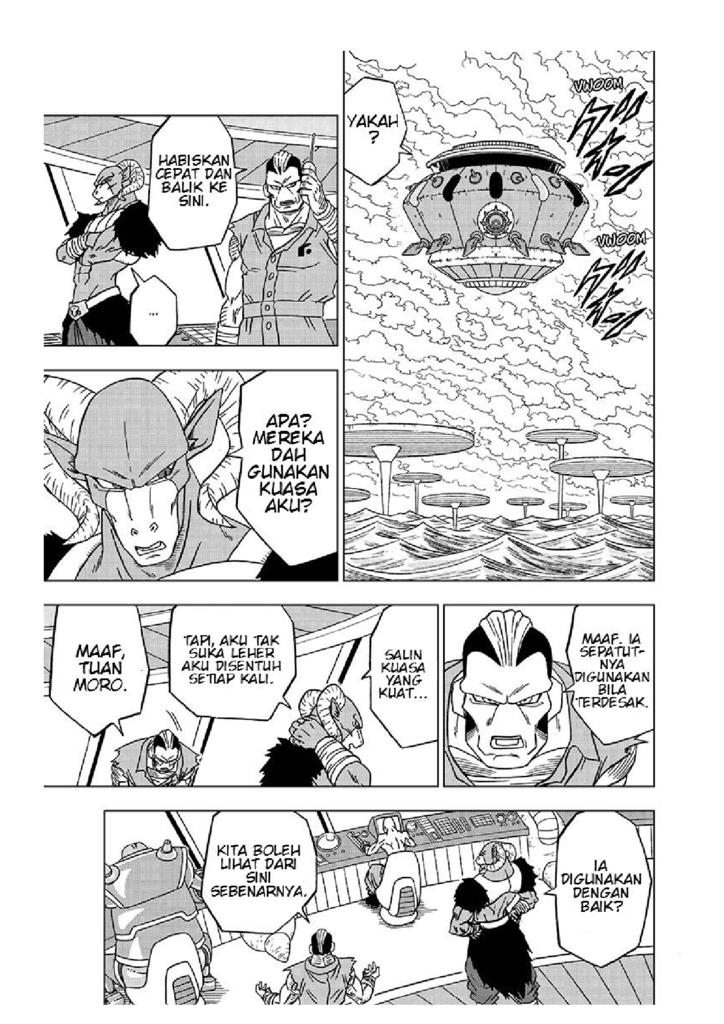 VWOOM
YAKAH
?
VWOOM
HABISKAN
CEPAT DAN
BALIK KE
SINI.
...
APA?
MEREKA
DAH
GUNAKAN
KUASA
AKU?
MAAF. IA
SEPATUT-
NYA
DIGUNAKAN
BILA
TERDESAK.
SALIN
KUASA
YANG
KUAT...
TAPI, AKU TAK
SUKA LEHER
AKU DISENTUH
SETIAP KALI.
MAAF,
TUAN
MORO.
IA
DIGUNAKAN
DENGAN
BAIK?
KITA BOLEH
LIHAT DARI
SINI
SEBENARNYA.